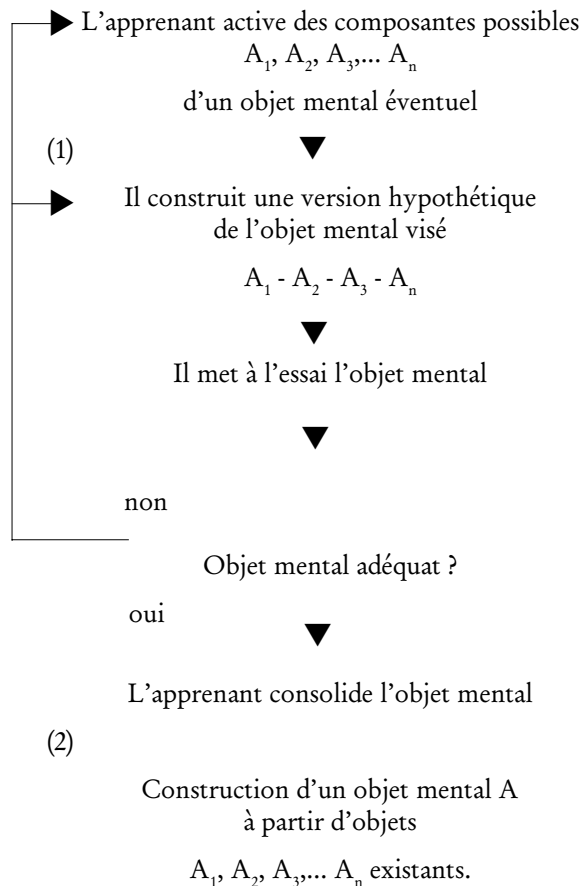 L’apprenant active des composantes possibles
A₁, A₂, A₃,... Aₙ
d’un objet mental éventuel
(1)
Il construit une version hypothétique
de l’objet mental visé
A₁ - A₂ - A₃ - Aₙ
Il met à l’essai l’objet mental
non
Objet mental adéquat ?
oui
L’apprenant consolide l’objet mental
(2)
Construction d’un objet mental A
à partir d’objets
A₁, A₂, A₃,... Aₙ existants.